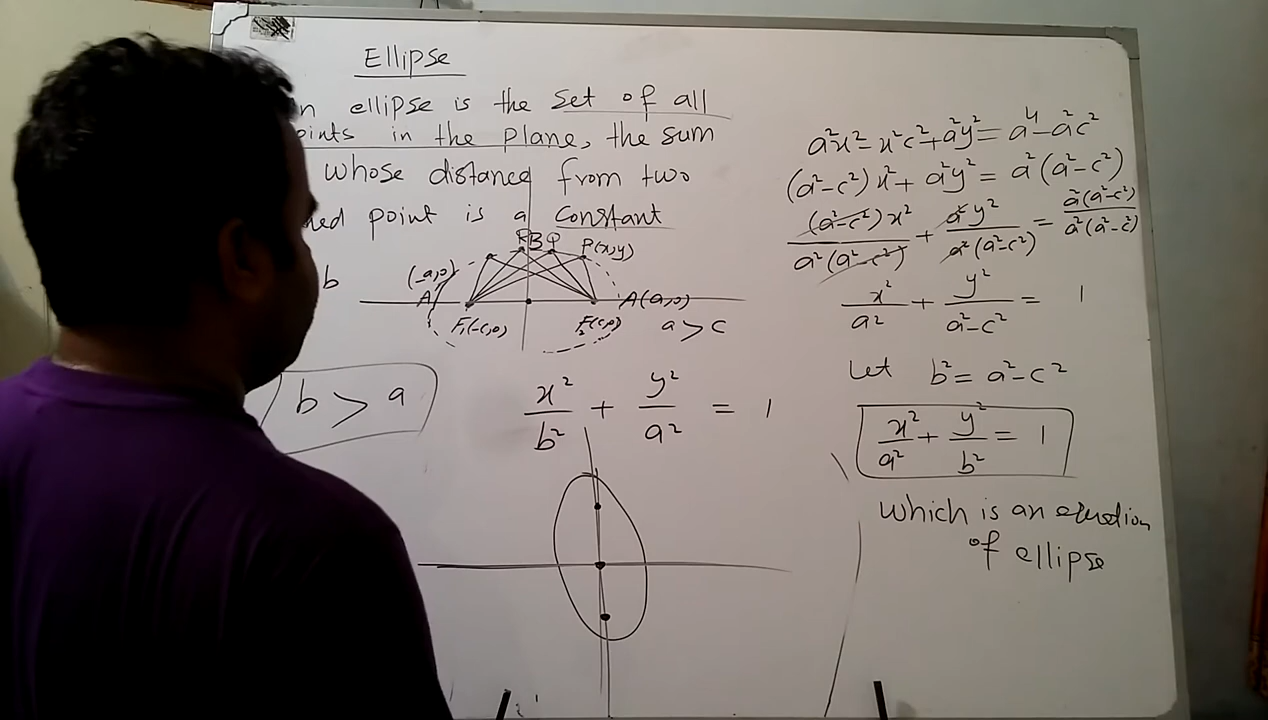 Ellipse
n ellipse is the set of all
oints in the plane, the sum
whose distance from two
ned point is a constant
R B Q P(x,y)
b (-a,0)
A' A(a,0)
F₁(-c,0) F₂(c,0) a > c
b > a
x²/b² + y²/a² = 1
a²x² - x²c² + a²y² = a⁴ - a²c²
(a² - c²) x² + a²y² = a²(a² - c²)
(a² - c²) x² / a²(a² - c²) + a² y² / a²(a² - c²) = a²(a² - c²) / a²(a² - c²)
x²/a² + y²/a² - c² = 1
Let b² = a² - c²
x²/a² + y²/b² = 1
which is an equation
of ellipse